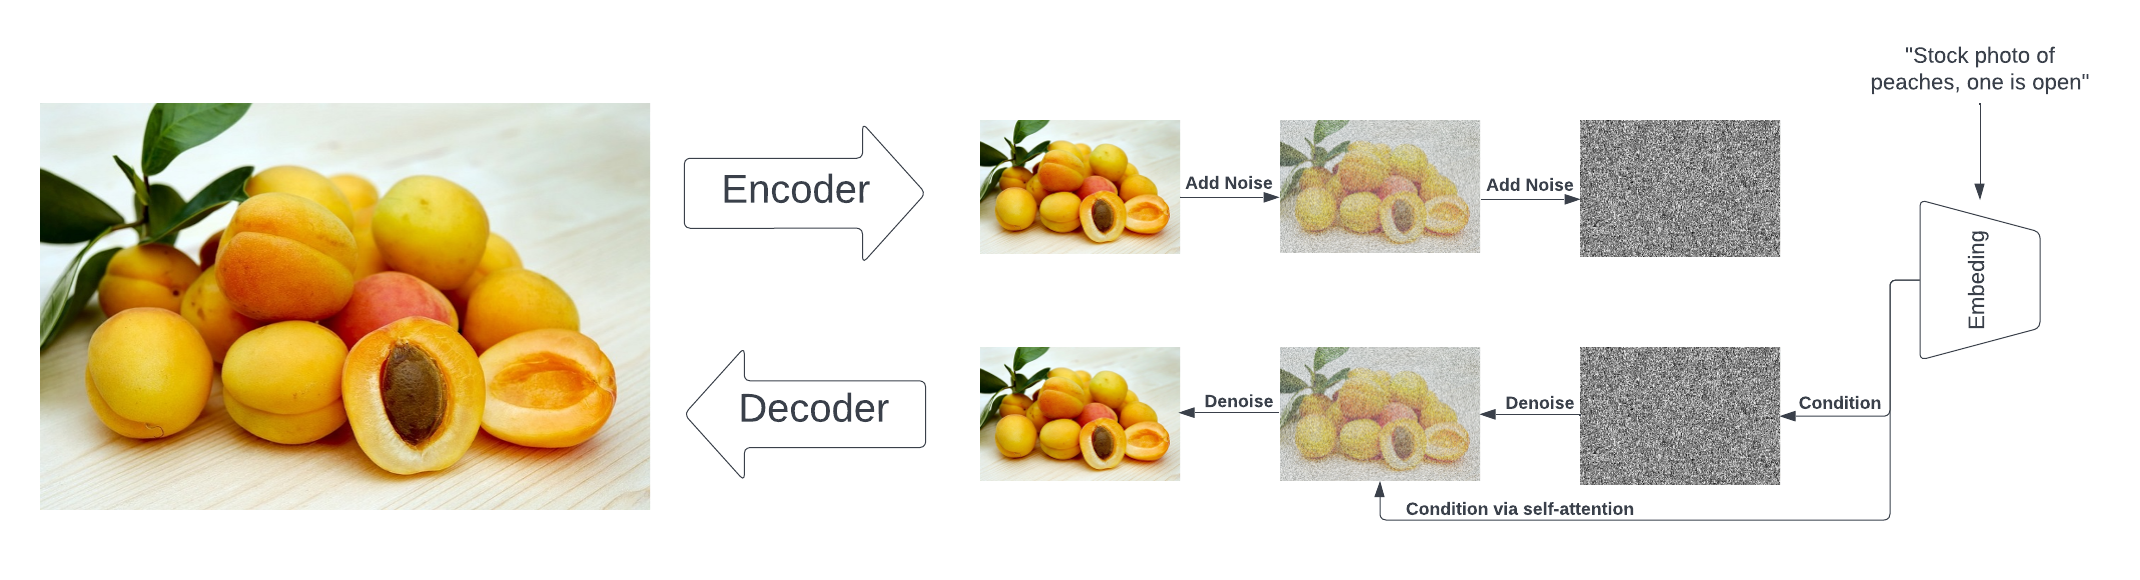 "Stock photo of
peaches, one is open"
Encoder
Add Noise
Add Noise
Embeding
Decoder
Denoise
Denoise
Condition
Condition via self-attention